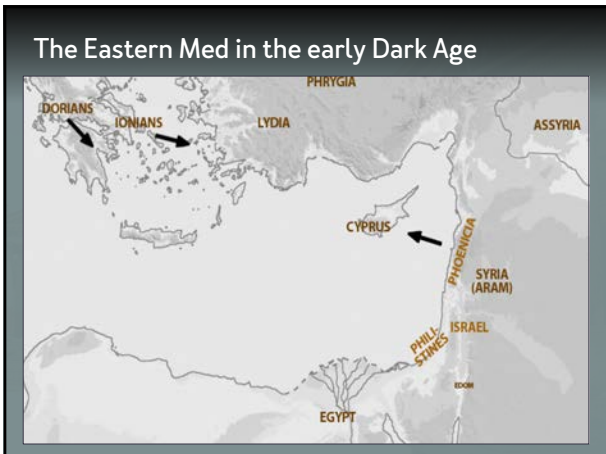 The Eastern Med in the early Dark Age
PHRYGIA
DORIANS
IONIANS
LYDIA
ASSYRIA
CYPRUS
PHOENICIA
SYRIA
(ARAM)
PHILI-
STINES
ISRAEL
EDOM
EGYPT